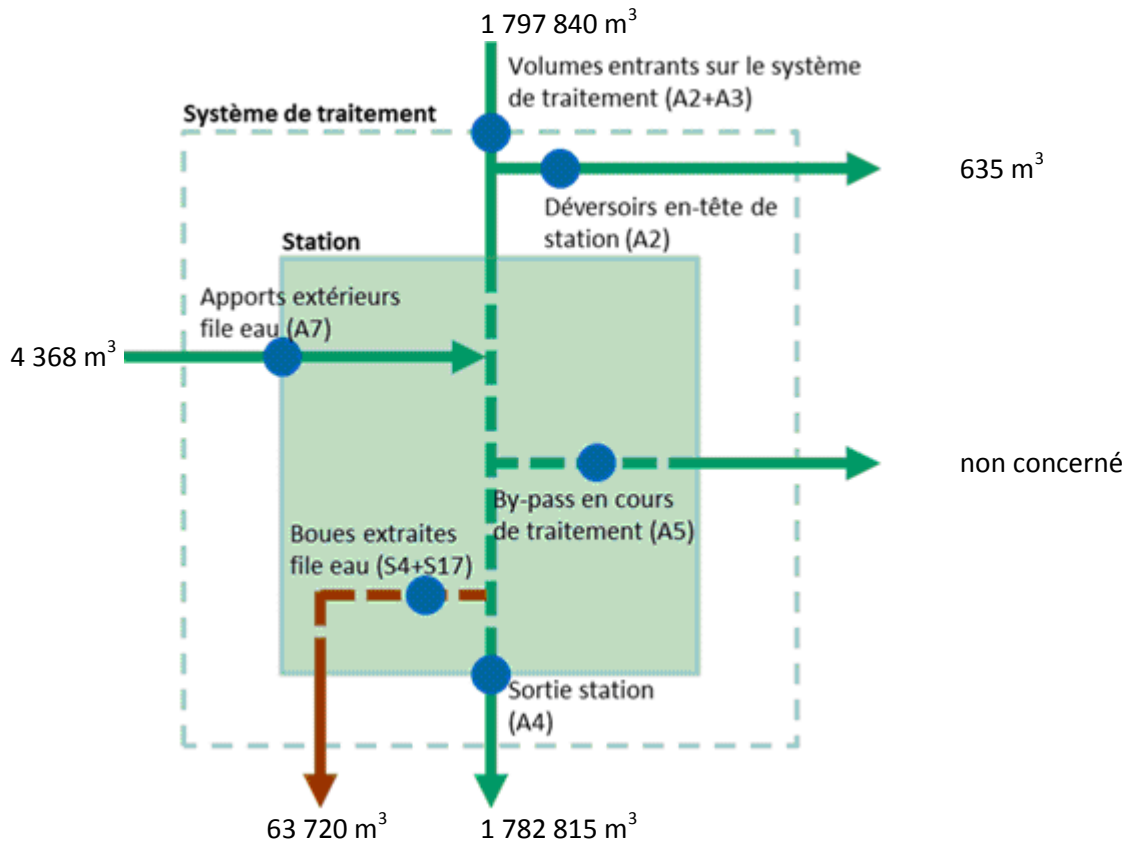 1 797 840 m³
Volumes entrants sur le système
de traitement (A2+A3)
Système de traitement
635 m³
Déversoirs en-tête de
station (A2)
Station
Apports extérieurs
file eau (A7)
4 368 m³
non concerné
By-pass en cours
de traitement (A5)
Boues extraites
file eau (S4+S17)
Sortie station
(A4)
63 720 m³
1 782 815 m³